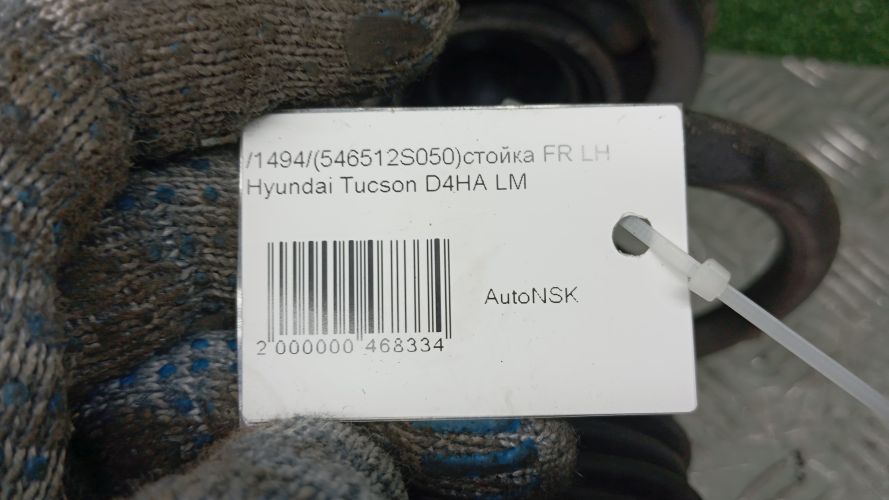 /1494/(546512S050)стойка FR LH
Hyundai Tucson D4HA LM
AutoNSK
2 000000 468334